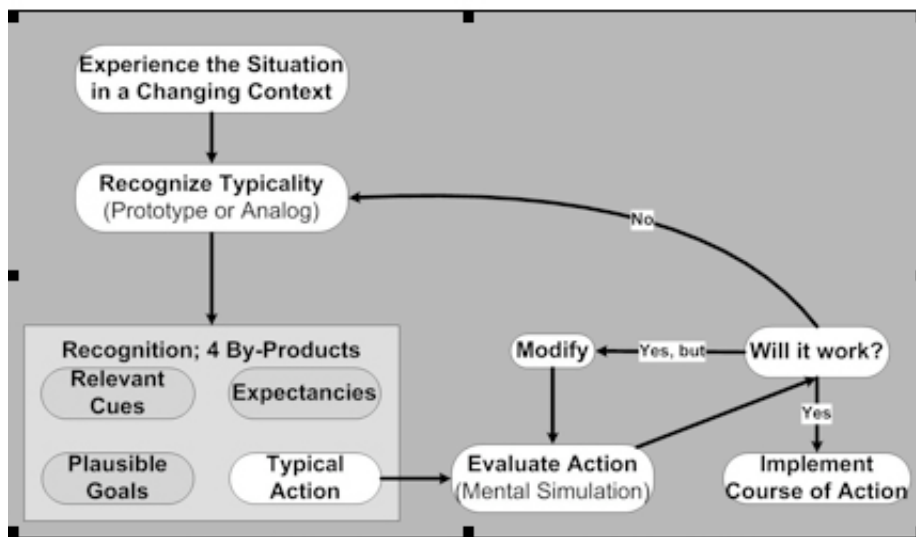 Experience the Situation
in a Changing Context
Recognize Typicality
(Prototype or Analog)
No
Recognition; 4 By-Products
Relevant
Cues
Expectancies
Plausible
Goals
Typical
Action
Modify
Yes, but
Will it work?
Yes
Evaluate Action
(Mental Simulation)
Implement
Course of Action